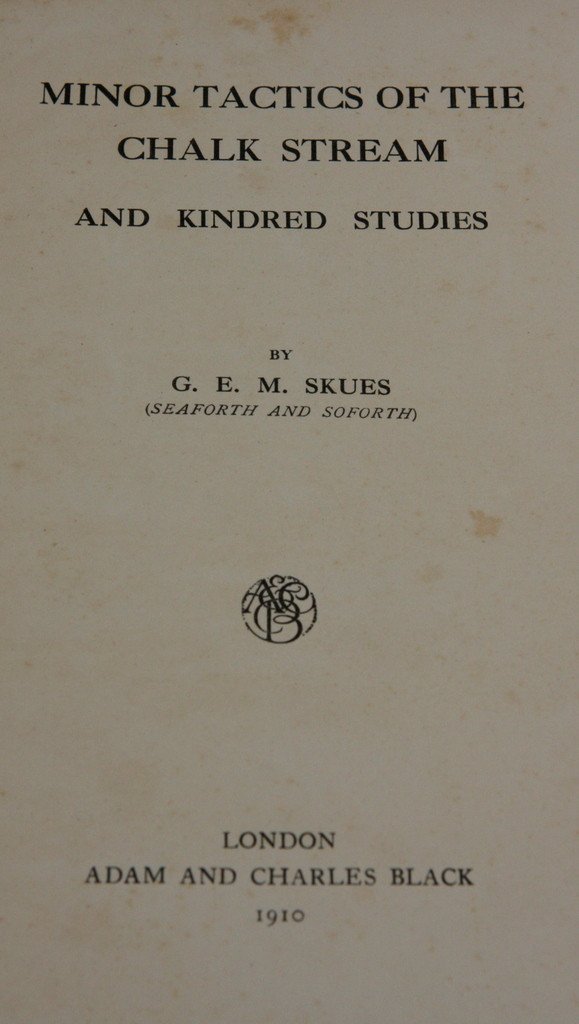 MINOR TACTICS OF THE
CHALK STREAM
AND KINDRED STUDIES
BY
G. E. M. SKUES
(SEAFORTH AND SOFORTH)
LONDON
ADAM AND CHARLES BLACK
1910